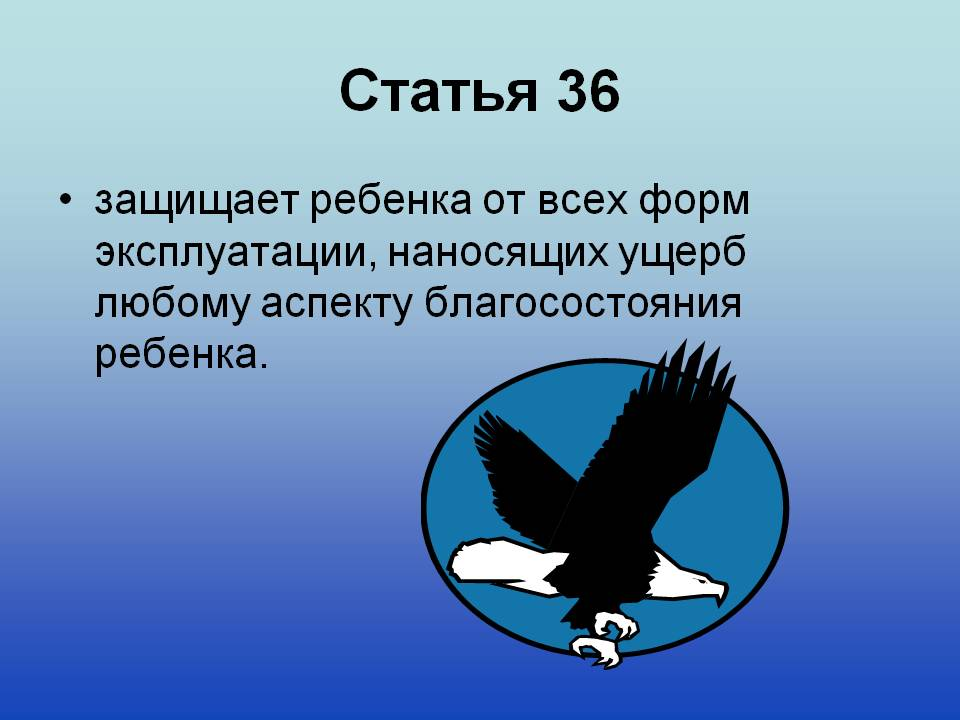 Статья 36
• защищает ребенка от всех форм
эксплуатации, наносящих ущерб
любому аспекту благосостояния
ребенка.